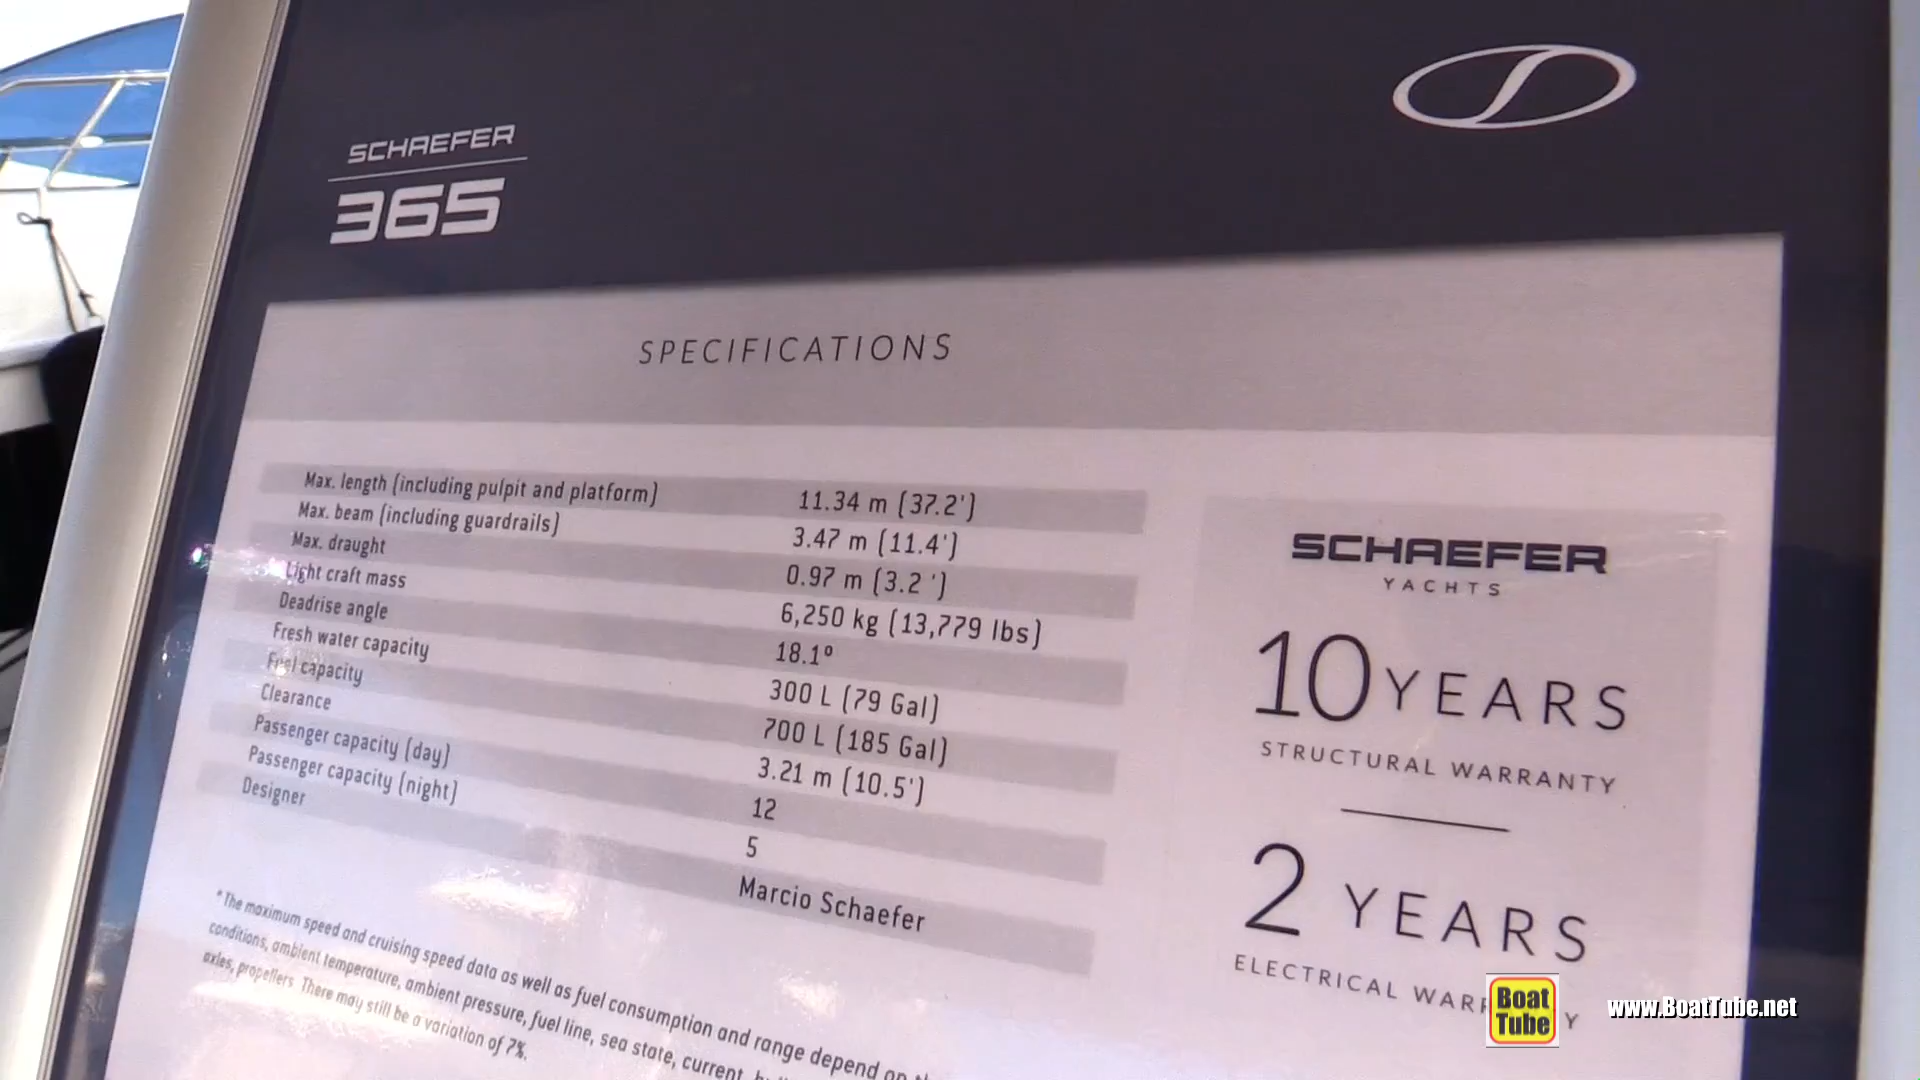 SCHAEFER
365
SPECIFICATIONS
Max. length (including pulpit and platform) 11.34 m (37.2')
Max. beam (including guardrails) 3.47 m (11.4')
Max. draught 0.97 m (3.2 ')
Light craft mass 6,250 kg (13,779 lbs)
Deadrise angle 18.1º
Fresh water capacity 300 L (79 Gal)
Fuel capacity 700 L (185 Gal)
Clearance 3.21 m (10.5')
Passenger capacity (day) 12
Passenger capacity (night) 5
Designer Marcio Schaefer
*The maximum speed and cruising speed data as well as fuel consumption and range depend on
conditions, ambient temperature, ambient pressure, fuel line, sea state, current,
axles, propellers. There may still be a variation of 7%.
SCHAEFER
YACHTS
10 YEARS
STRUCTURAL WARRANTY
2 YEARS
ELECTRICAL
Boat
Tube
www.BoatTube.net